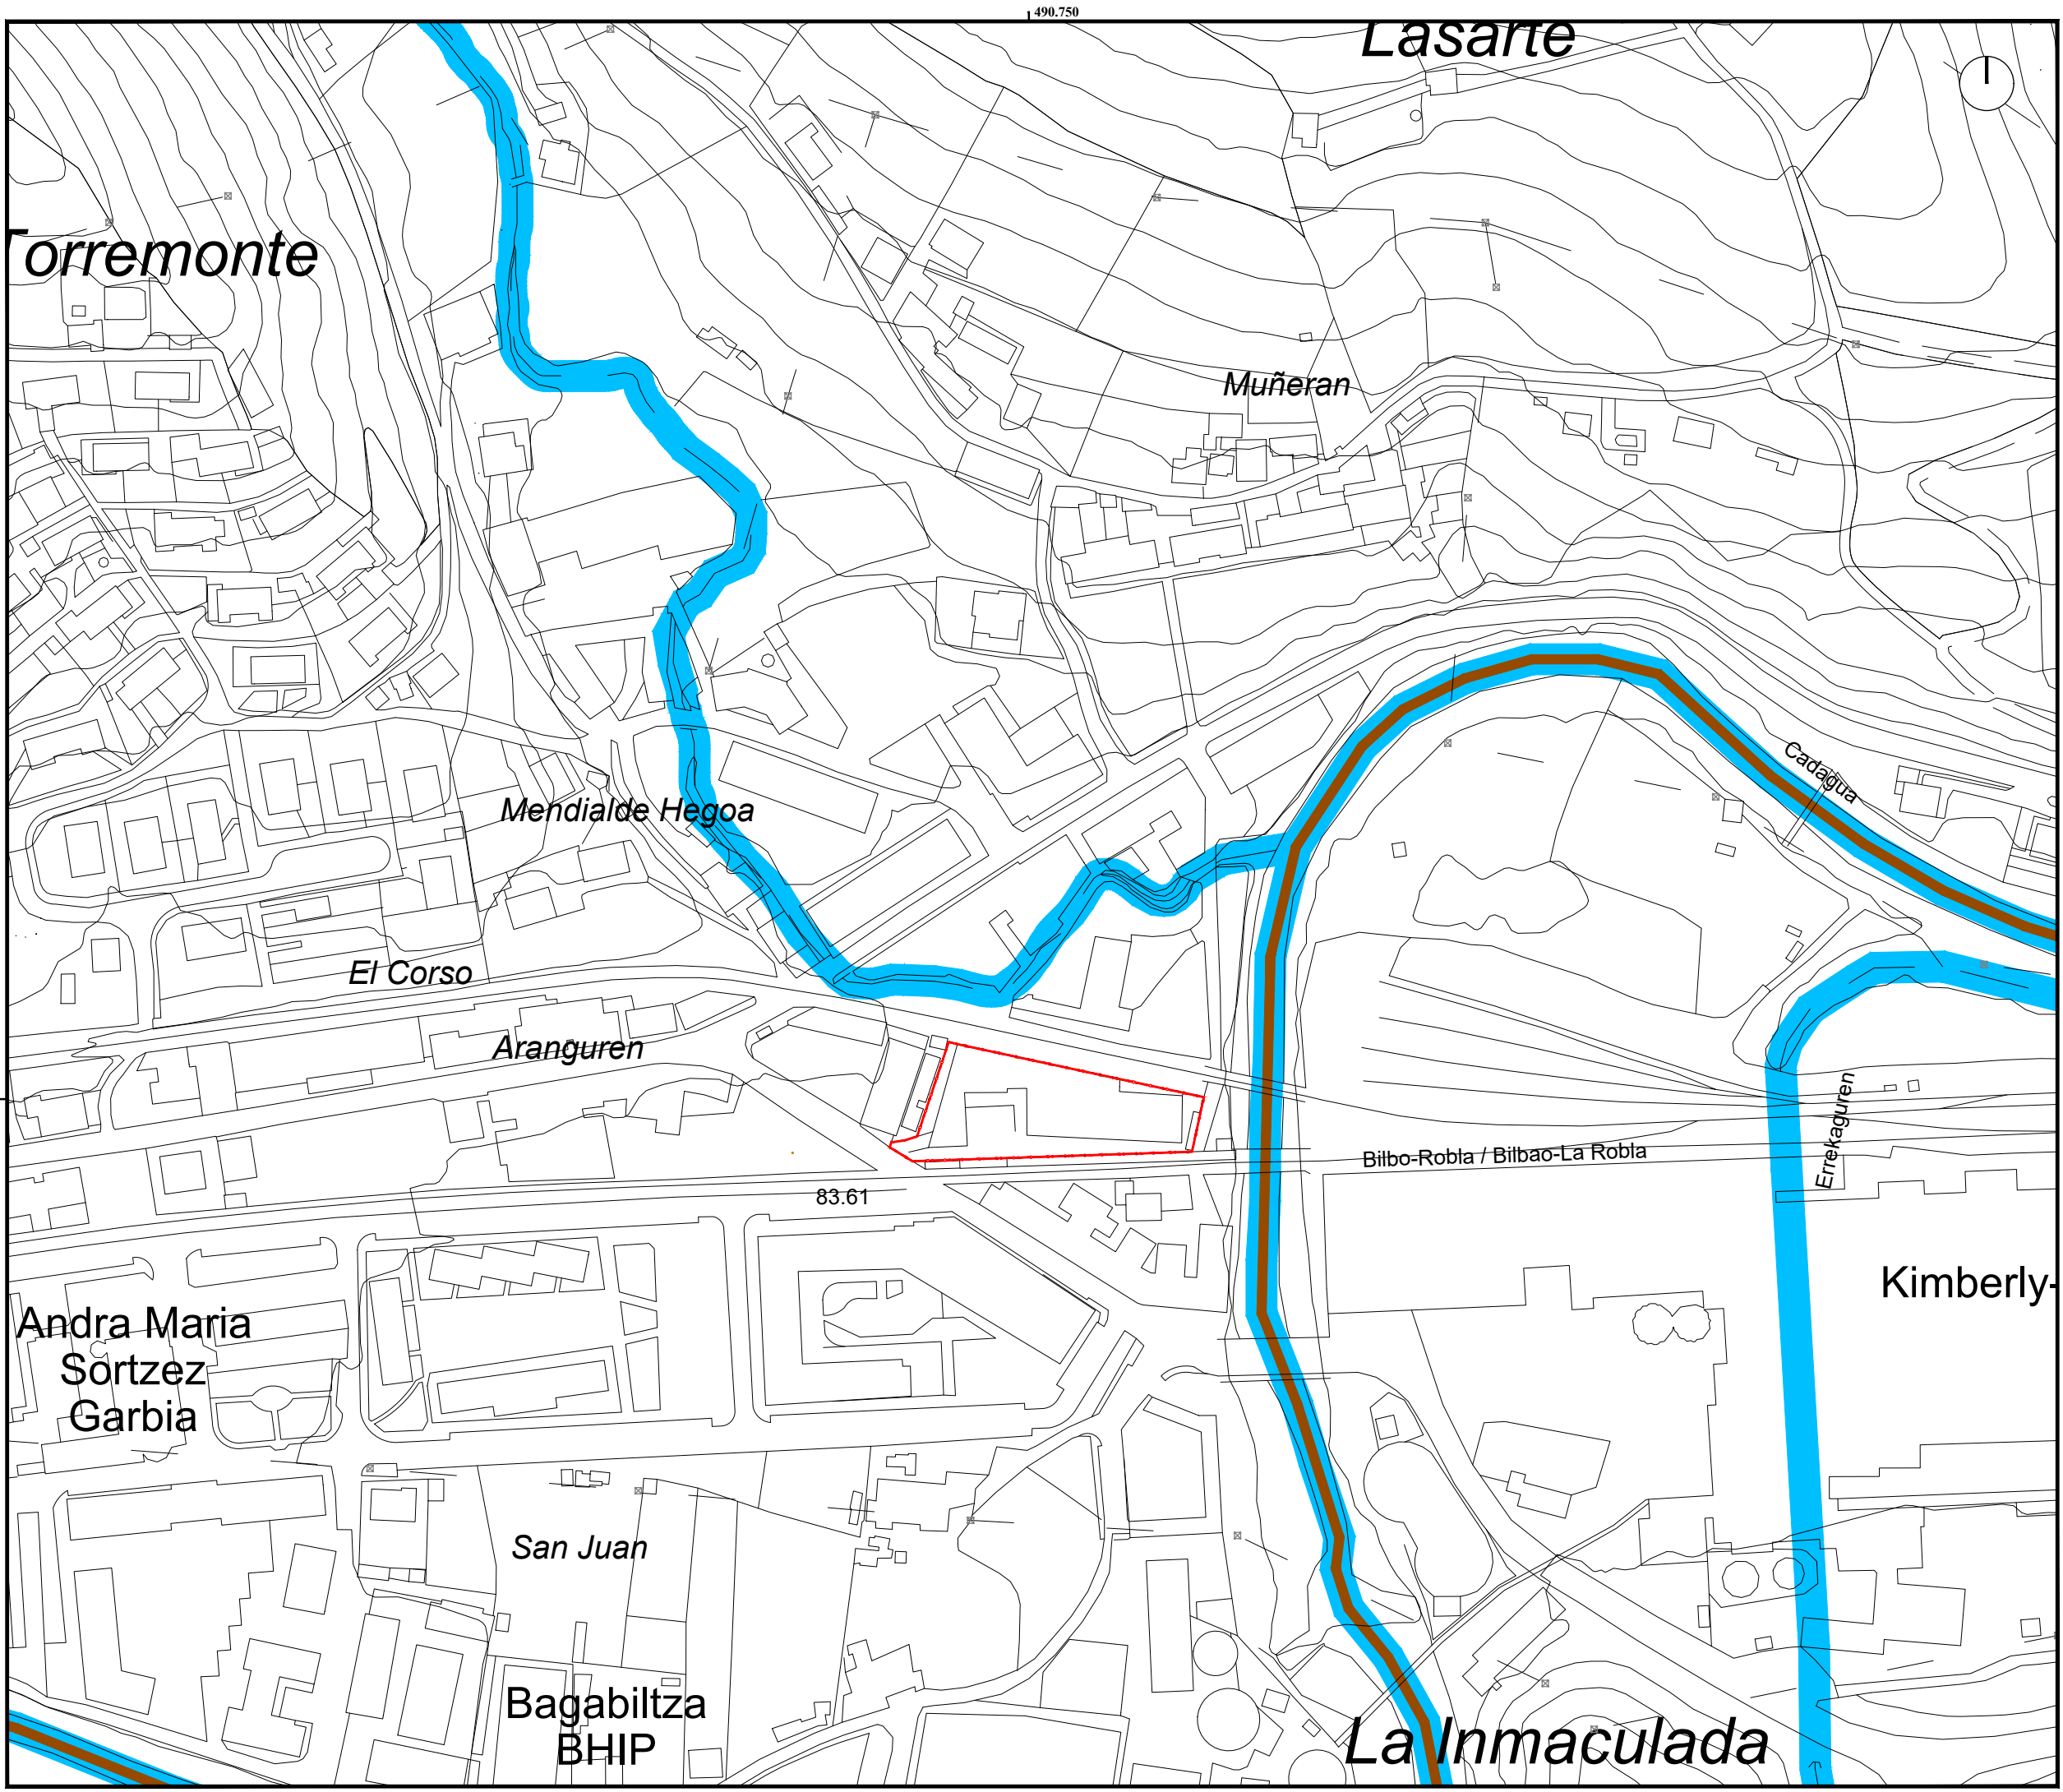 490.750
Lasarte
Torremonte
Muñeran
Cadagua
Mendialde Hegoa
El Corso
Aranguren
Errekaguren
Bilbo-Robla / Bilbao-La Robla
83.61
Kimberly-
Andra Maria
Sortzez
Garbia
San Juan
Bagabiltza
BHIP
La Inmaculada